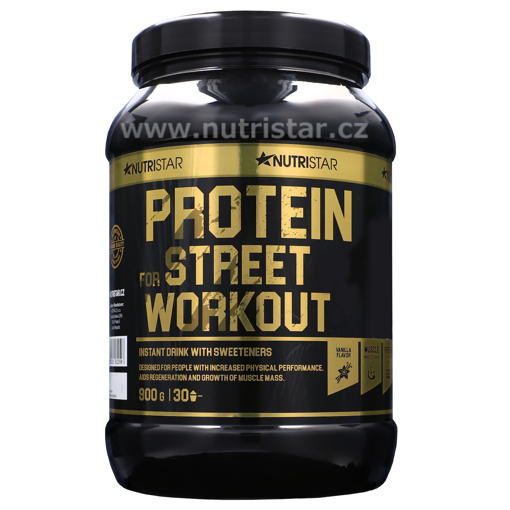 www.nutristar.cz
NUTRISTAR NUTRISTAR
PROTEIN
FOR STREET
WORKOUT
INSTANT DRINK WITH SWEETENERS
DESIGNED FOR PEOPLE WITH INCREASED PHYSICAL PERFORMANCE.
AIDS REGENERATION AND GROWTH OF MUSCLE MASS.
900 G | 30
VANILLA
FLAVOR
MUSCLE